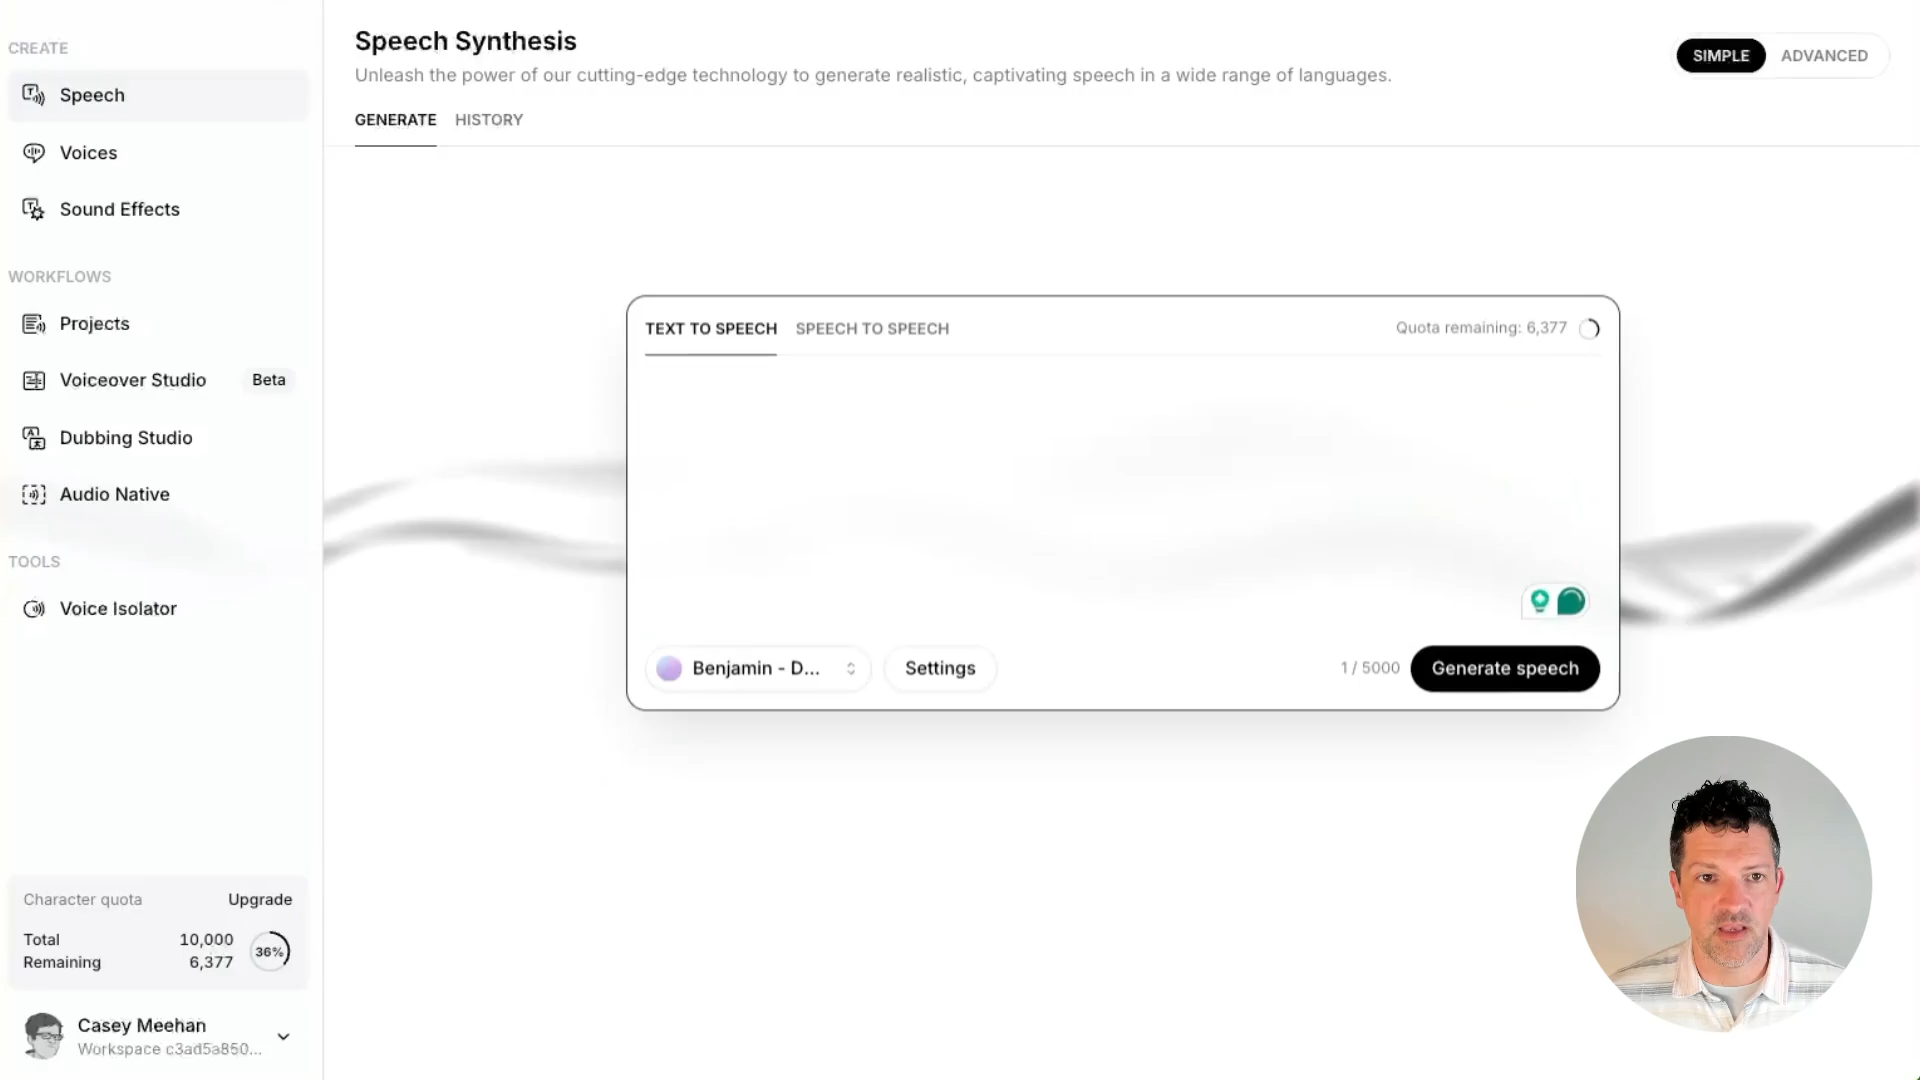 CREATE
Speech
Voices
Sound Effects
WORKFLOWS
Projects
Voiceover Studio Beta
Dubbing Studio
Audio Native
TOOLS
Voice Isolator
Character quota Upgrade
Total 10,000
Remaining 6,377
36%
Casey Meehan
Workspace c3ad5a850...
Speech Synthesis
Unleash the power of our cutting-edge technology to generate realistic, captivating speech in a wide range of languages.
SIMPLE ADVANCED
GENERATE HISTORY
TEXT TO SPEECH SPEECH TO SPEECH Quota remaining: 6,377
Benjamin - D... Settings 1 / 5000 Generate speech